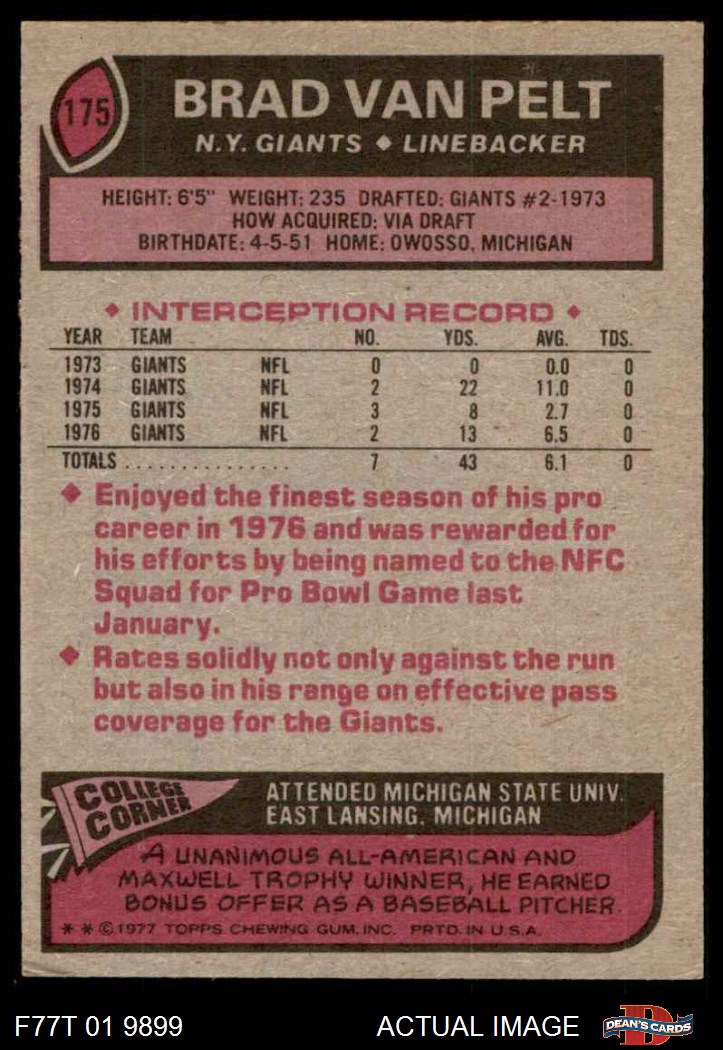 175
BRAD VAN PELT
N.Y. GIANTS ◆ LINEBACKER
HEIGHT: 6'5" WEIGHT: 235 DRAFTED: GIANTS #2-1973
HOW ACQUIRED: VIA DRAFT
BIRTHDATE: 4-5-51 HOME: OWOSSO, MICHIGAN
◆ INTERCEPTION RECORD ◆
YEAR TEAM NO. YDS. AVG. TDS.
1973 GIANTS NFL 0 0 0.0 0
1974 GIANTS NFL 2 22 11.0 0
1975 GIANTS NFL 3 8 2.7 0
1976 GIANTS NFL 2 13 6.5 0
TOTALS ................ 7 43 6.1 0
◆ Enjoyed the finest season of his pro
career in 1976 and was rewarded for
his efforts by being named to the NFC
Squad for Pro Bowl Game last
January.
◆ Rates solidly not only against the run
but also in his range on effective pass
coverage for the Giants.
COLLEGE
CORNER
ATTENDED MICHIGAN STATE UNIV.
EAST LANSING, MICHIGAN
A UNANIMOUS ALL-AMERICAN AND
MAXWELL TROPHY WINNER, HE EARNED
BONUS OFFER AS A BASEBALL PITCHER.
* * © 1977 TOPPS CHEWING GUM, INC. PRTD. IN U.S.A.
F77T 01 9899 ACTUAL IMAGE
D
DEAN'S CARDS